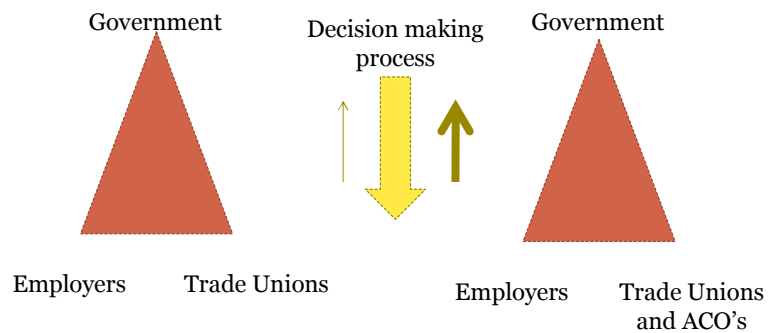 Government
Decision making
process
Government
Employers
Trade Unions
Employers
Trade Unions
and ACO's